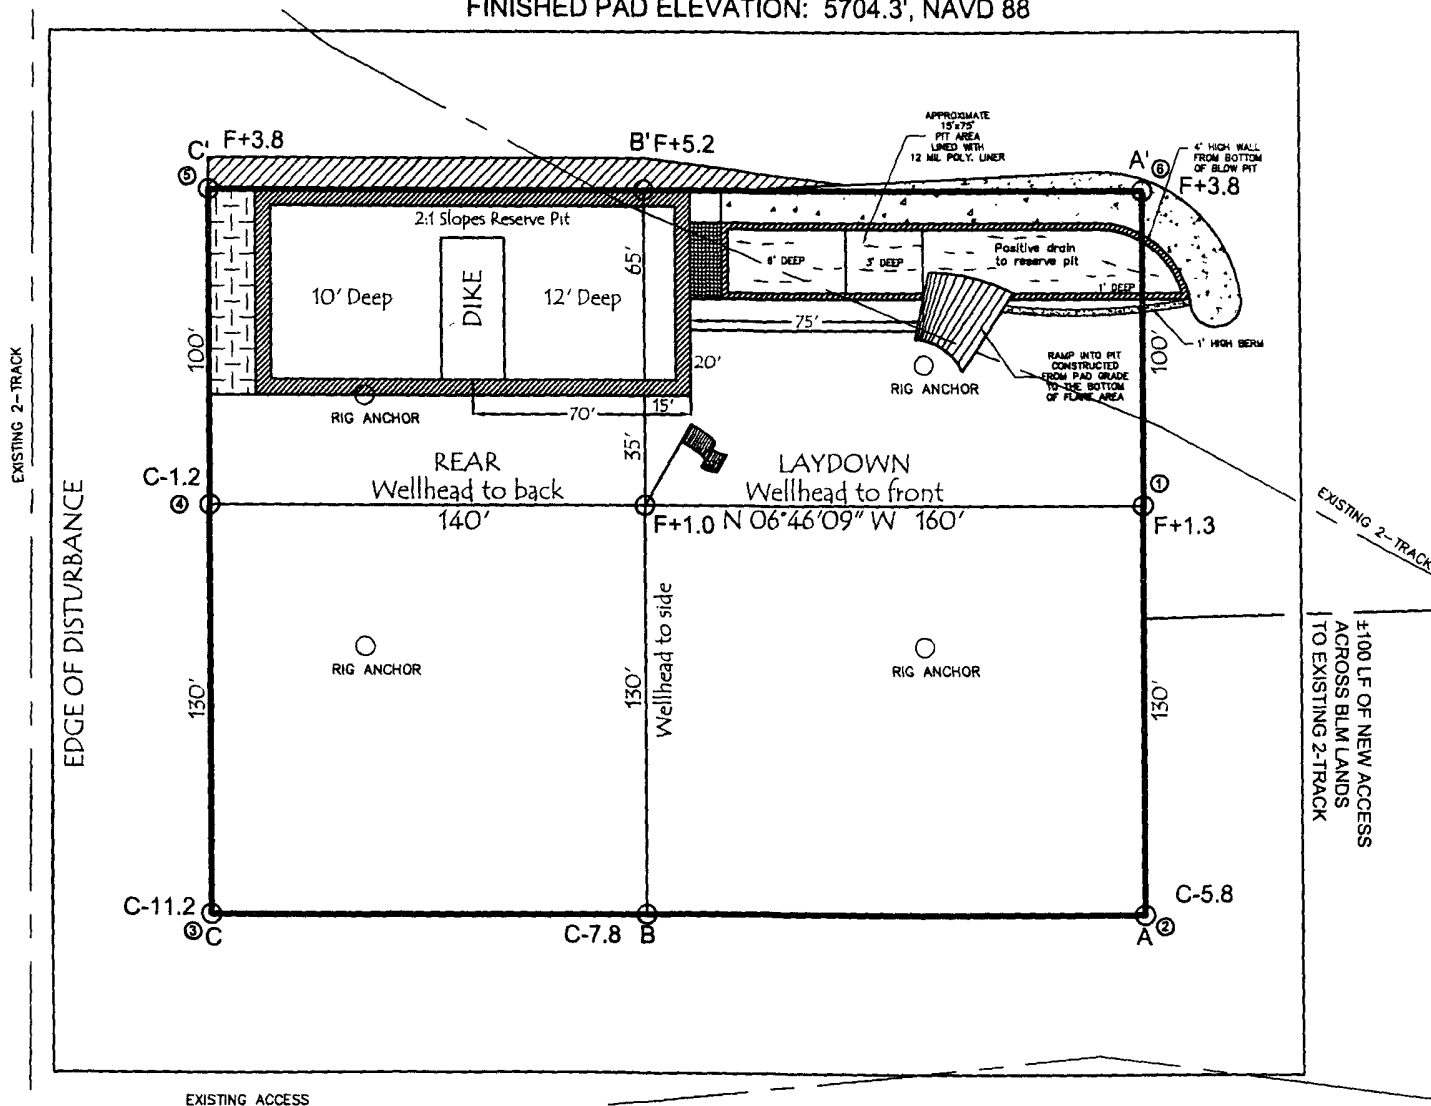 FINISHED PAD ELEVATION: 5704.3', NAVD 88
C'
F+3.8
B'
F+5.2
APPROXIMATE
15'x75'
PIT AREA
LINED WITH
12 MIL POLY. LINER
A'
⑥
F+3.8
4' HIGH WALL
FROM BOTTOM
OF BLOW PIT
⑤
2:1 Slopes Reserve Pit
10' Deep
DIKE
12' Deep
65'
8' DEEP
3' DEEP
Positive drain
to reserve pit
1' DEEP
75'
1' HIGH BERM
100'
20'
100'
RAMP INTO PIT
CONSTRUCTED
FROM PAD GRADE
TO THE BOTTOM
OF FLARE AREA
RIG ANCHOR
RIG ANCHOR
70'
15'
35'
EXISTING 2-TRACK
C-1.2
④
REAR
Wellhead to back
140'
LAYDOWN
Wellhead to front
F+1.0
N 06°46'09" W 160'
①
F+1.3
EXISTING 2-TRACK
EDGE OF DISTURBANCE
RIG ANCHOR
RIG ANCHOR
130'
130'
Wellhead to side
130'
±100 LF OF NEW ACCESS
ACROSS BLM LANDS
TO EXISTING 2-TRACK
C-11.2
③
C
C-7.8
B
C-5.8
A
②
EXISTING ACCESS